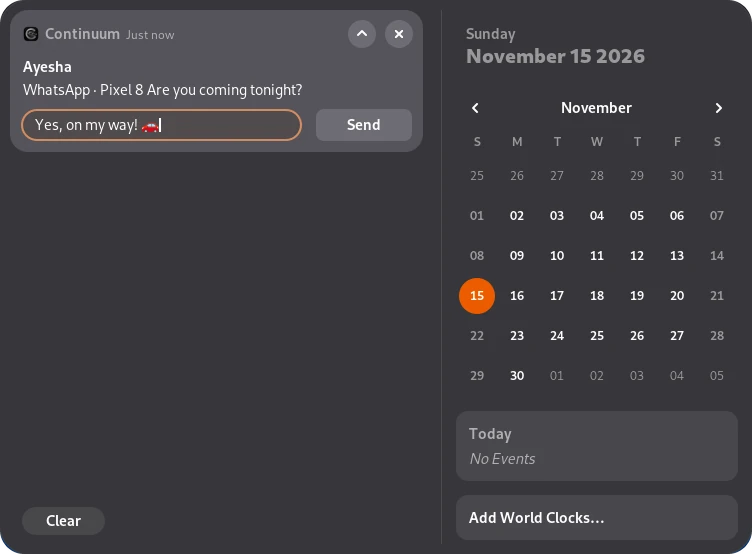 Continuum Just now
Ayesha
WhatsApp · Pixel 8 Are you coming tonight?
Yes, on my way! 🚗
Send
Clear
Sunday
November 15 2026
November
S M T W T F S
25 26 27 28 29 30 31
01 02 03 04 05 06 07
08 09 10 11 12 13 14
15 16 17 18 19 20 21
22 23 24 25 26 27 28
29 30 01 02 03 04 05
Today
No Events
Add World Clocks…